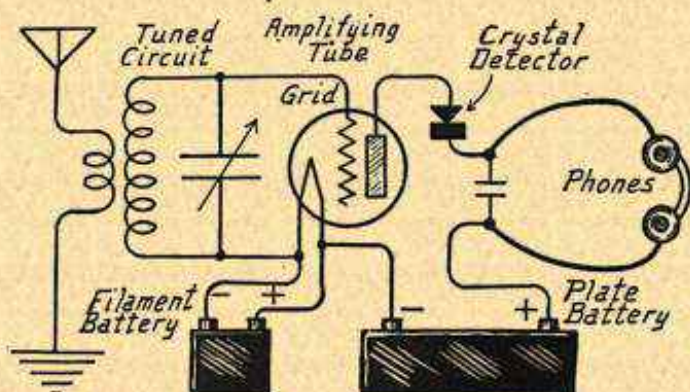 Tuned
Circuit
Amplifying
Tube
Crystal
Detector
Grid
Phones
Filament
Battery
-
+
-
+
Plate
Battery